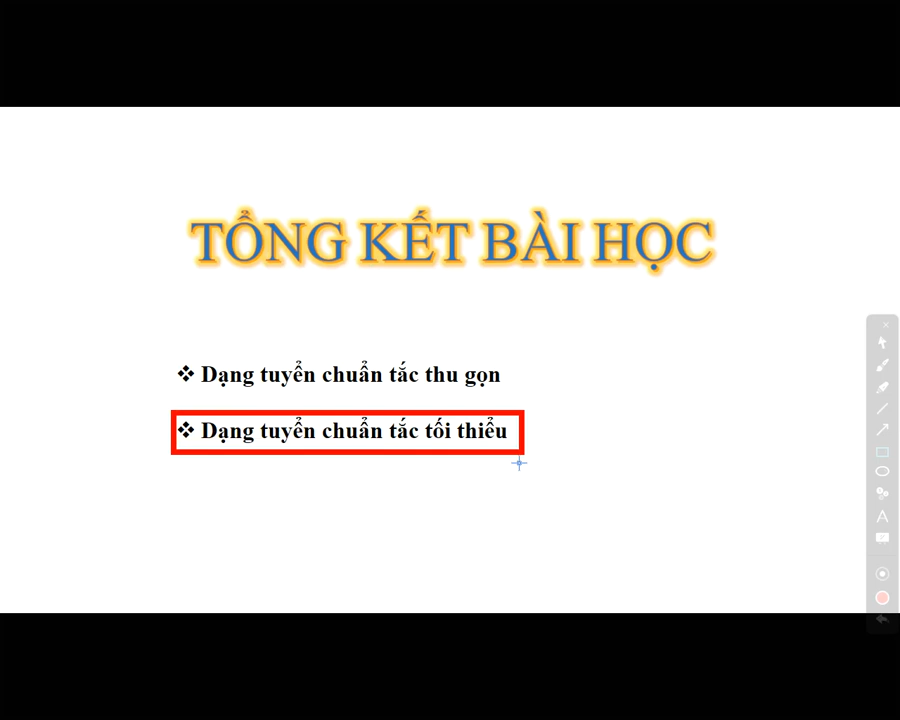 TỔNG KẾT BÀI HỌC
❖ Dạng tuyển chuẩn tắc thu gọn
❖ Dạng tuyển chuẩn tắc tối thiểu